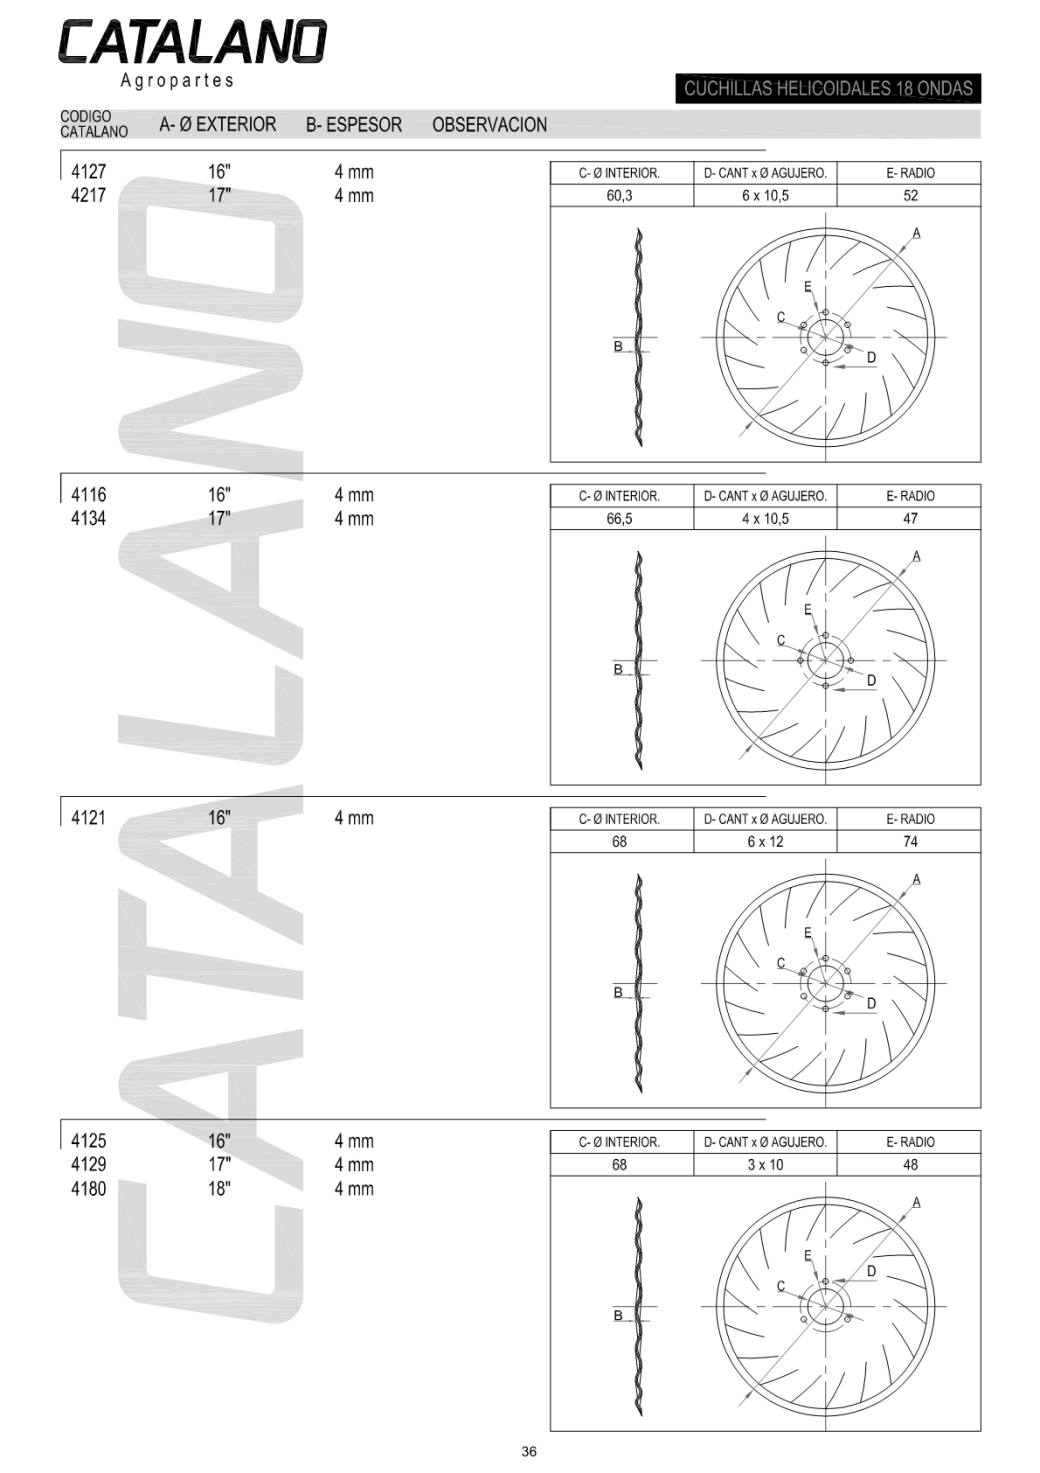 CATALANO
Agropartes
CUCHILLAS HELICOIDALES 18 ONDAS
CODIGO CATALANO A- Ø EXTERIOR B- ESPESOR OBSERVACION
4127 16" 4 mm
4217 17" 4 mm
C- Ø INTERIOR. D- CANT x Ø AGUJERO. E- RADIO
60,3 6 x 10,5 52
A
E
C
B
D
4116 16" 4 mm
4134 17" 4 mm
C- Ø INTERIOR. D- CANT x Ø AGUJERO. E- RADIO
66,5 4 x 10,5 47
A
E
C
B
D
4121 16" 4 mm
C- Ø INTERIOR. D- CANT x Ø AGUJERO. E- RADIO
68 6 x 12 74
A
E
C
B
D
4125 16" 4 mm
4129 17" 4 mm
4180 18" 4 mm
C- Ø INTERIOR. D- CANT x Ø AGUJERO. E- RADIO
68 3 x 10 48
A
E
D
C
B
CATALANO
36